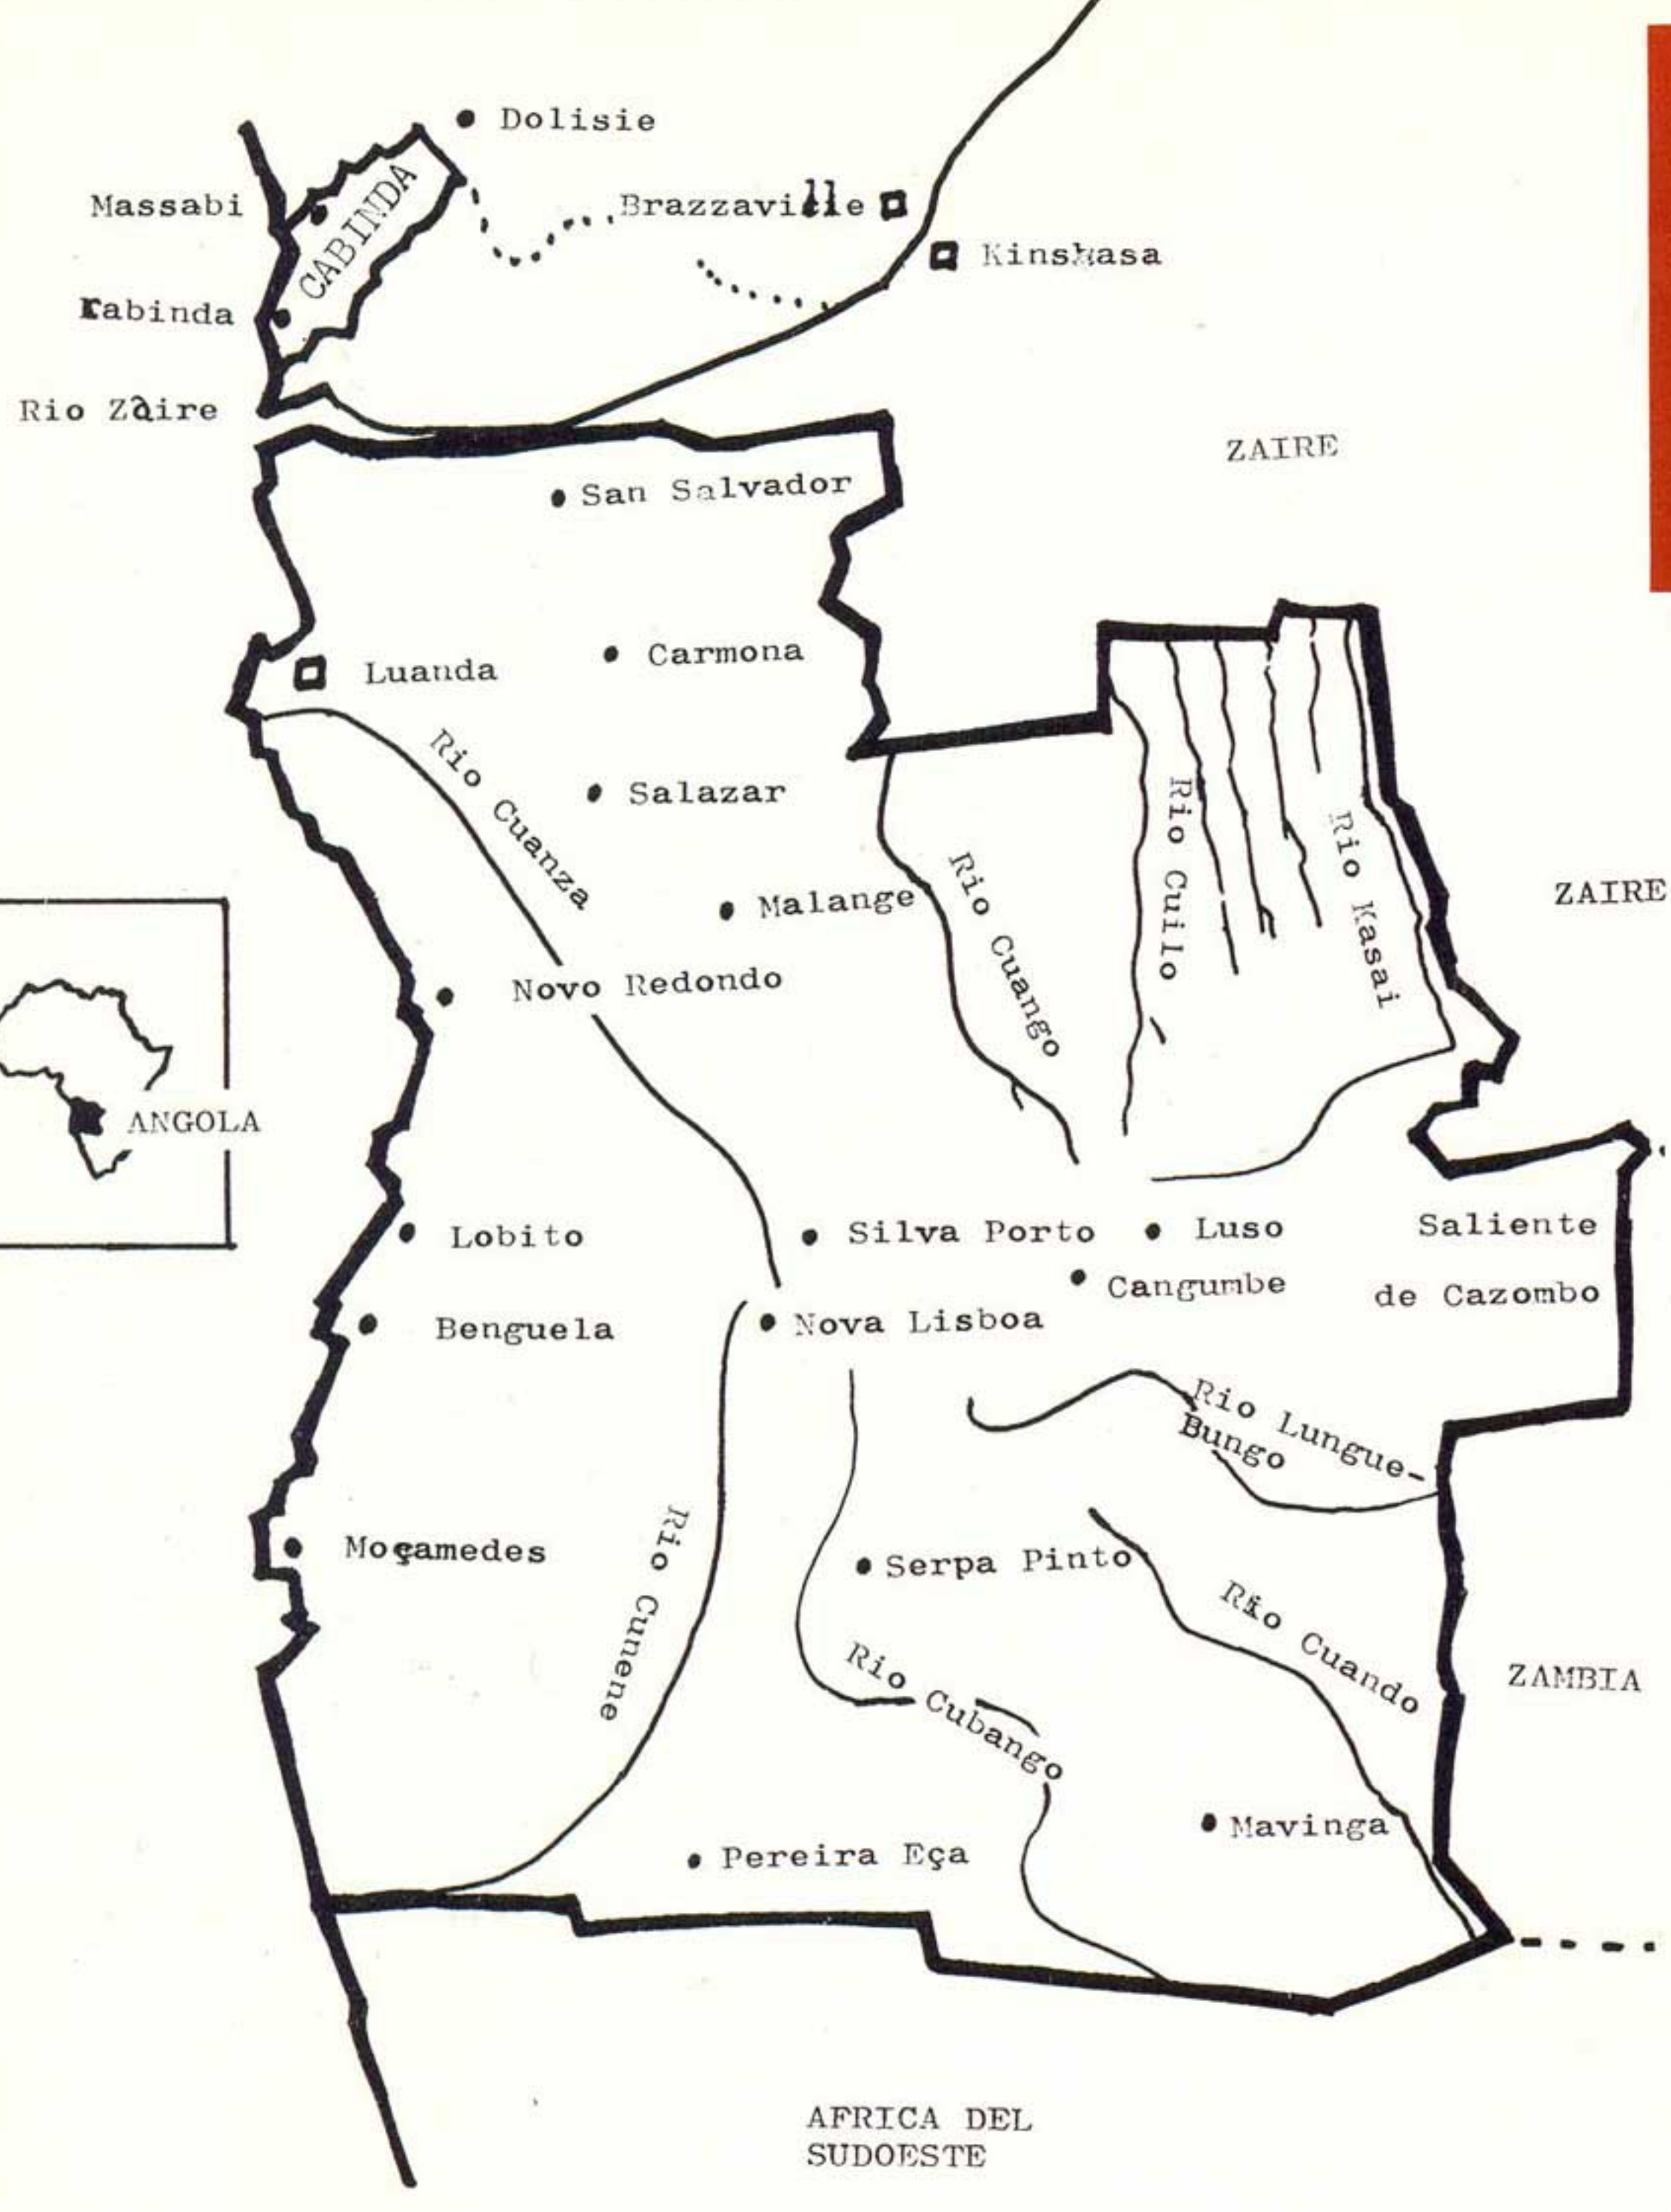 Dolisie
Massabi
CABINDA
Brazzaville
Kinshasa
Kabinda
Rio Zaire
ZAIRE
San Salvador
Luanda
Carmona
Rio Cuanza
Salazar
Rio Cuilo
Rio Kasai
Malange
Rio Cuango
ZAIRE
Novo Redondo
ANGOLA
Lobito
Silva Porto
Luso
Saliente
de Cazombo
Cangumbe
Benguela
Nova Lisboa
Rio Lungue-
Bungo
Moçamedes
Rio Cunene
Serpa Pinto
Rio Cuando
Rio Cubango
ZAMBIA
Mavinga
Pereira Eça
AFRICA DEL
SUDOESTE